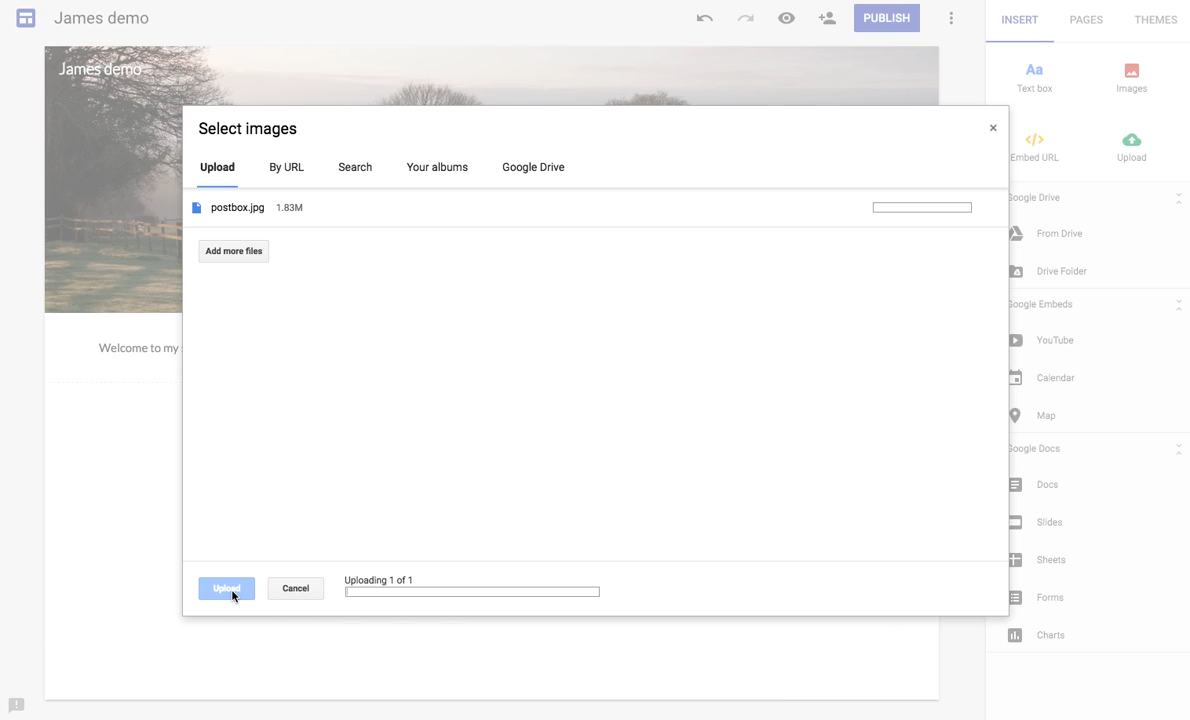 James demo
PUBLISH
INSERT
PAGES
THEMES
James demo
Aa
Text box
Images
Embed URL
Upload
Select images
×
Upload
By URL
Search
Your albums
Google Drive
postbox.jpg
1.83M
Add more files
Google Drive
From Drive
Drive Folder
Google Embeds
YouTube
Calendar
Map
Google Docs
Docs
Slides
Sheets
Forms
Charts
Welcome to my
Upload
Cancel
Uploading 1 of 1